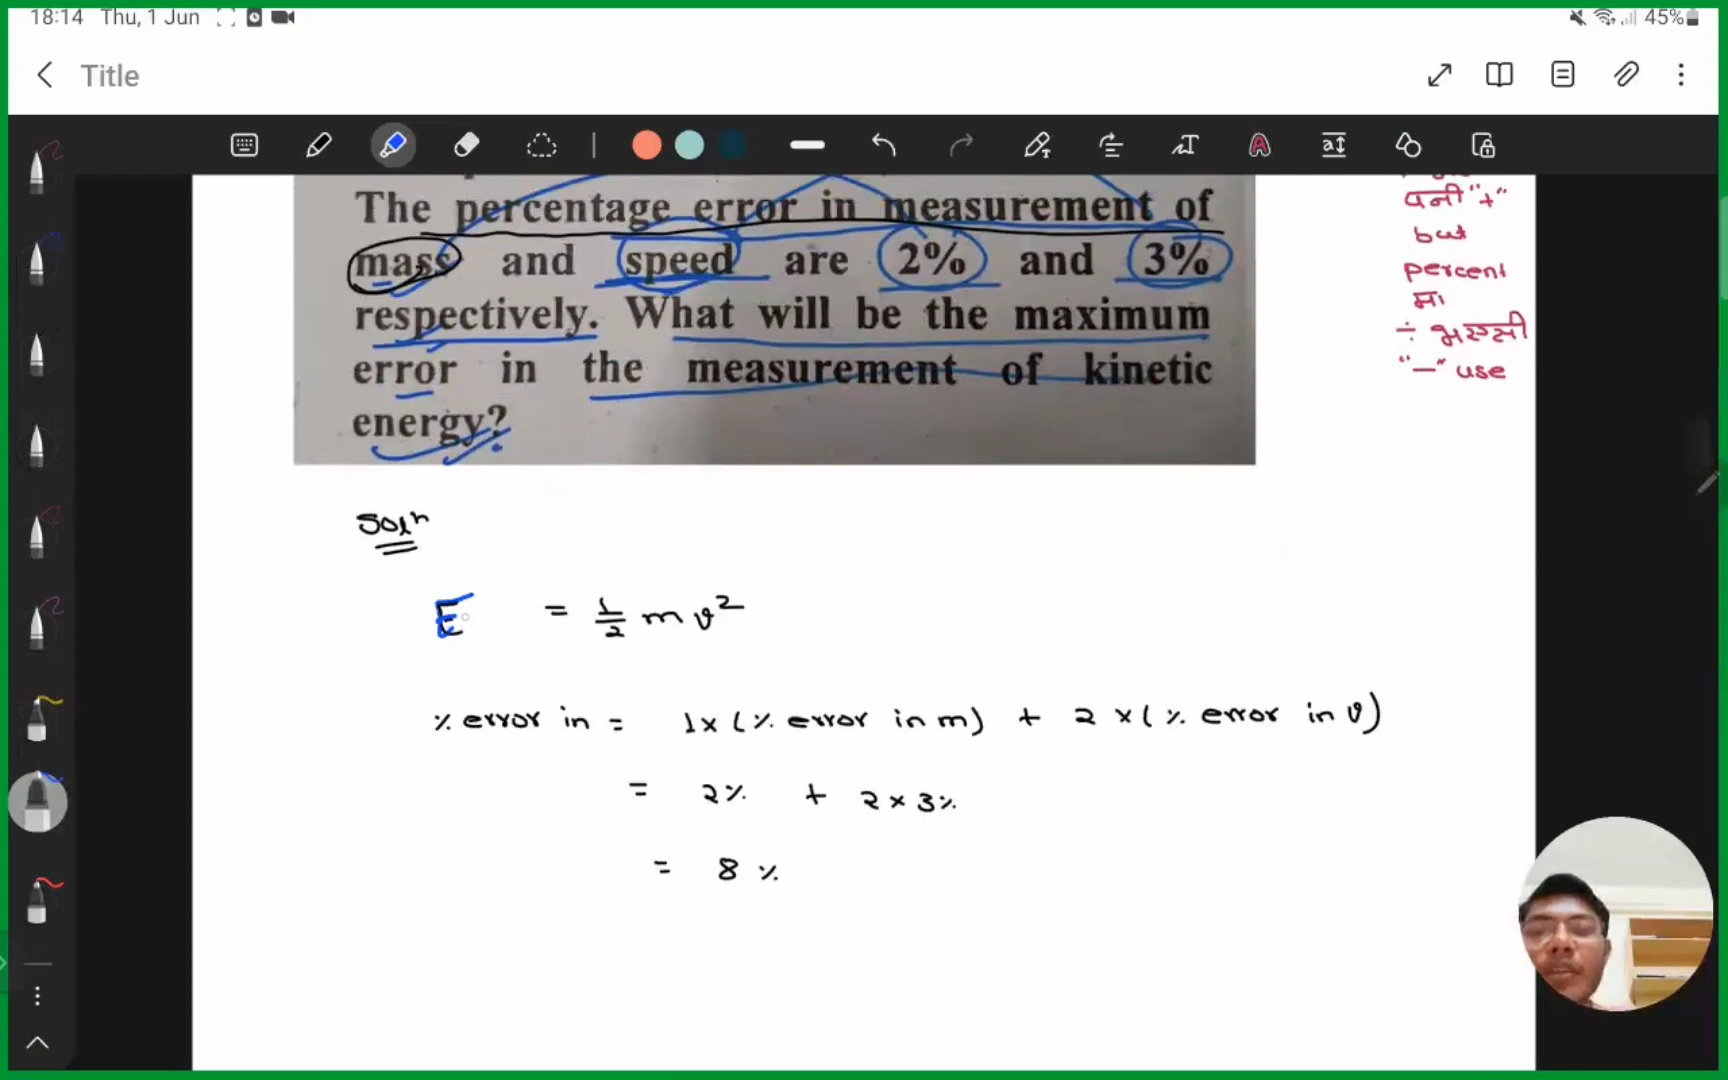 18:14 Thu, 1 Jun
45%
Title
The percentage error in measurement of
mass and speed are 2% and 3%
respectively. What will be the maximum
error in the measurement of kinetic
energy?
"+"
but
percent
मा
÷
"—" use
Solⁿ
E = 1/2 m v²
% error in = 1 × (% error in m) + 2 × (% error in v)
= 2% + 2 × 3%
= 8 %